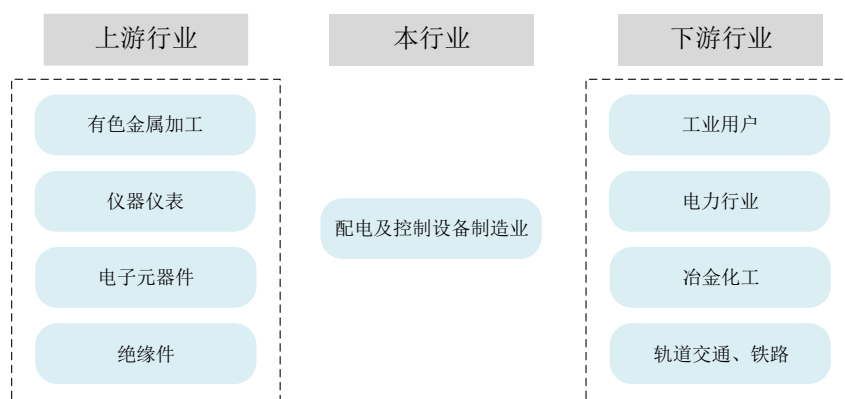 上游行业
本行业
下游行业
有色金属加工
仪器仪表
电子元器件
绝缘件
配电及控制设备制造业
工业用户
电力行业
冶金化工
轨道交通、铁路